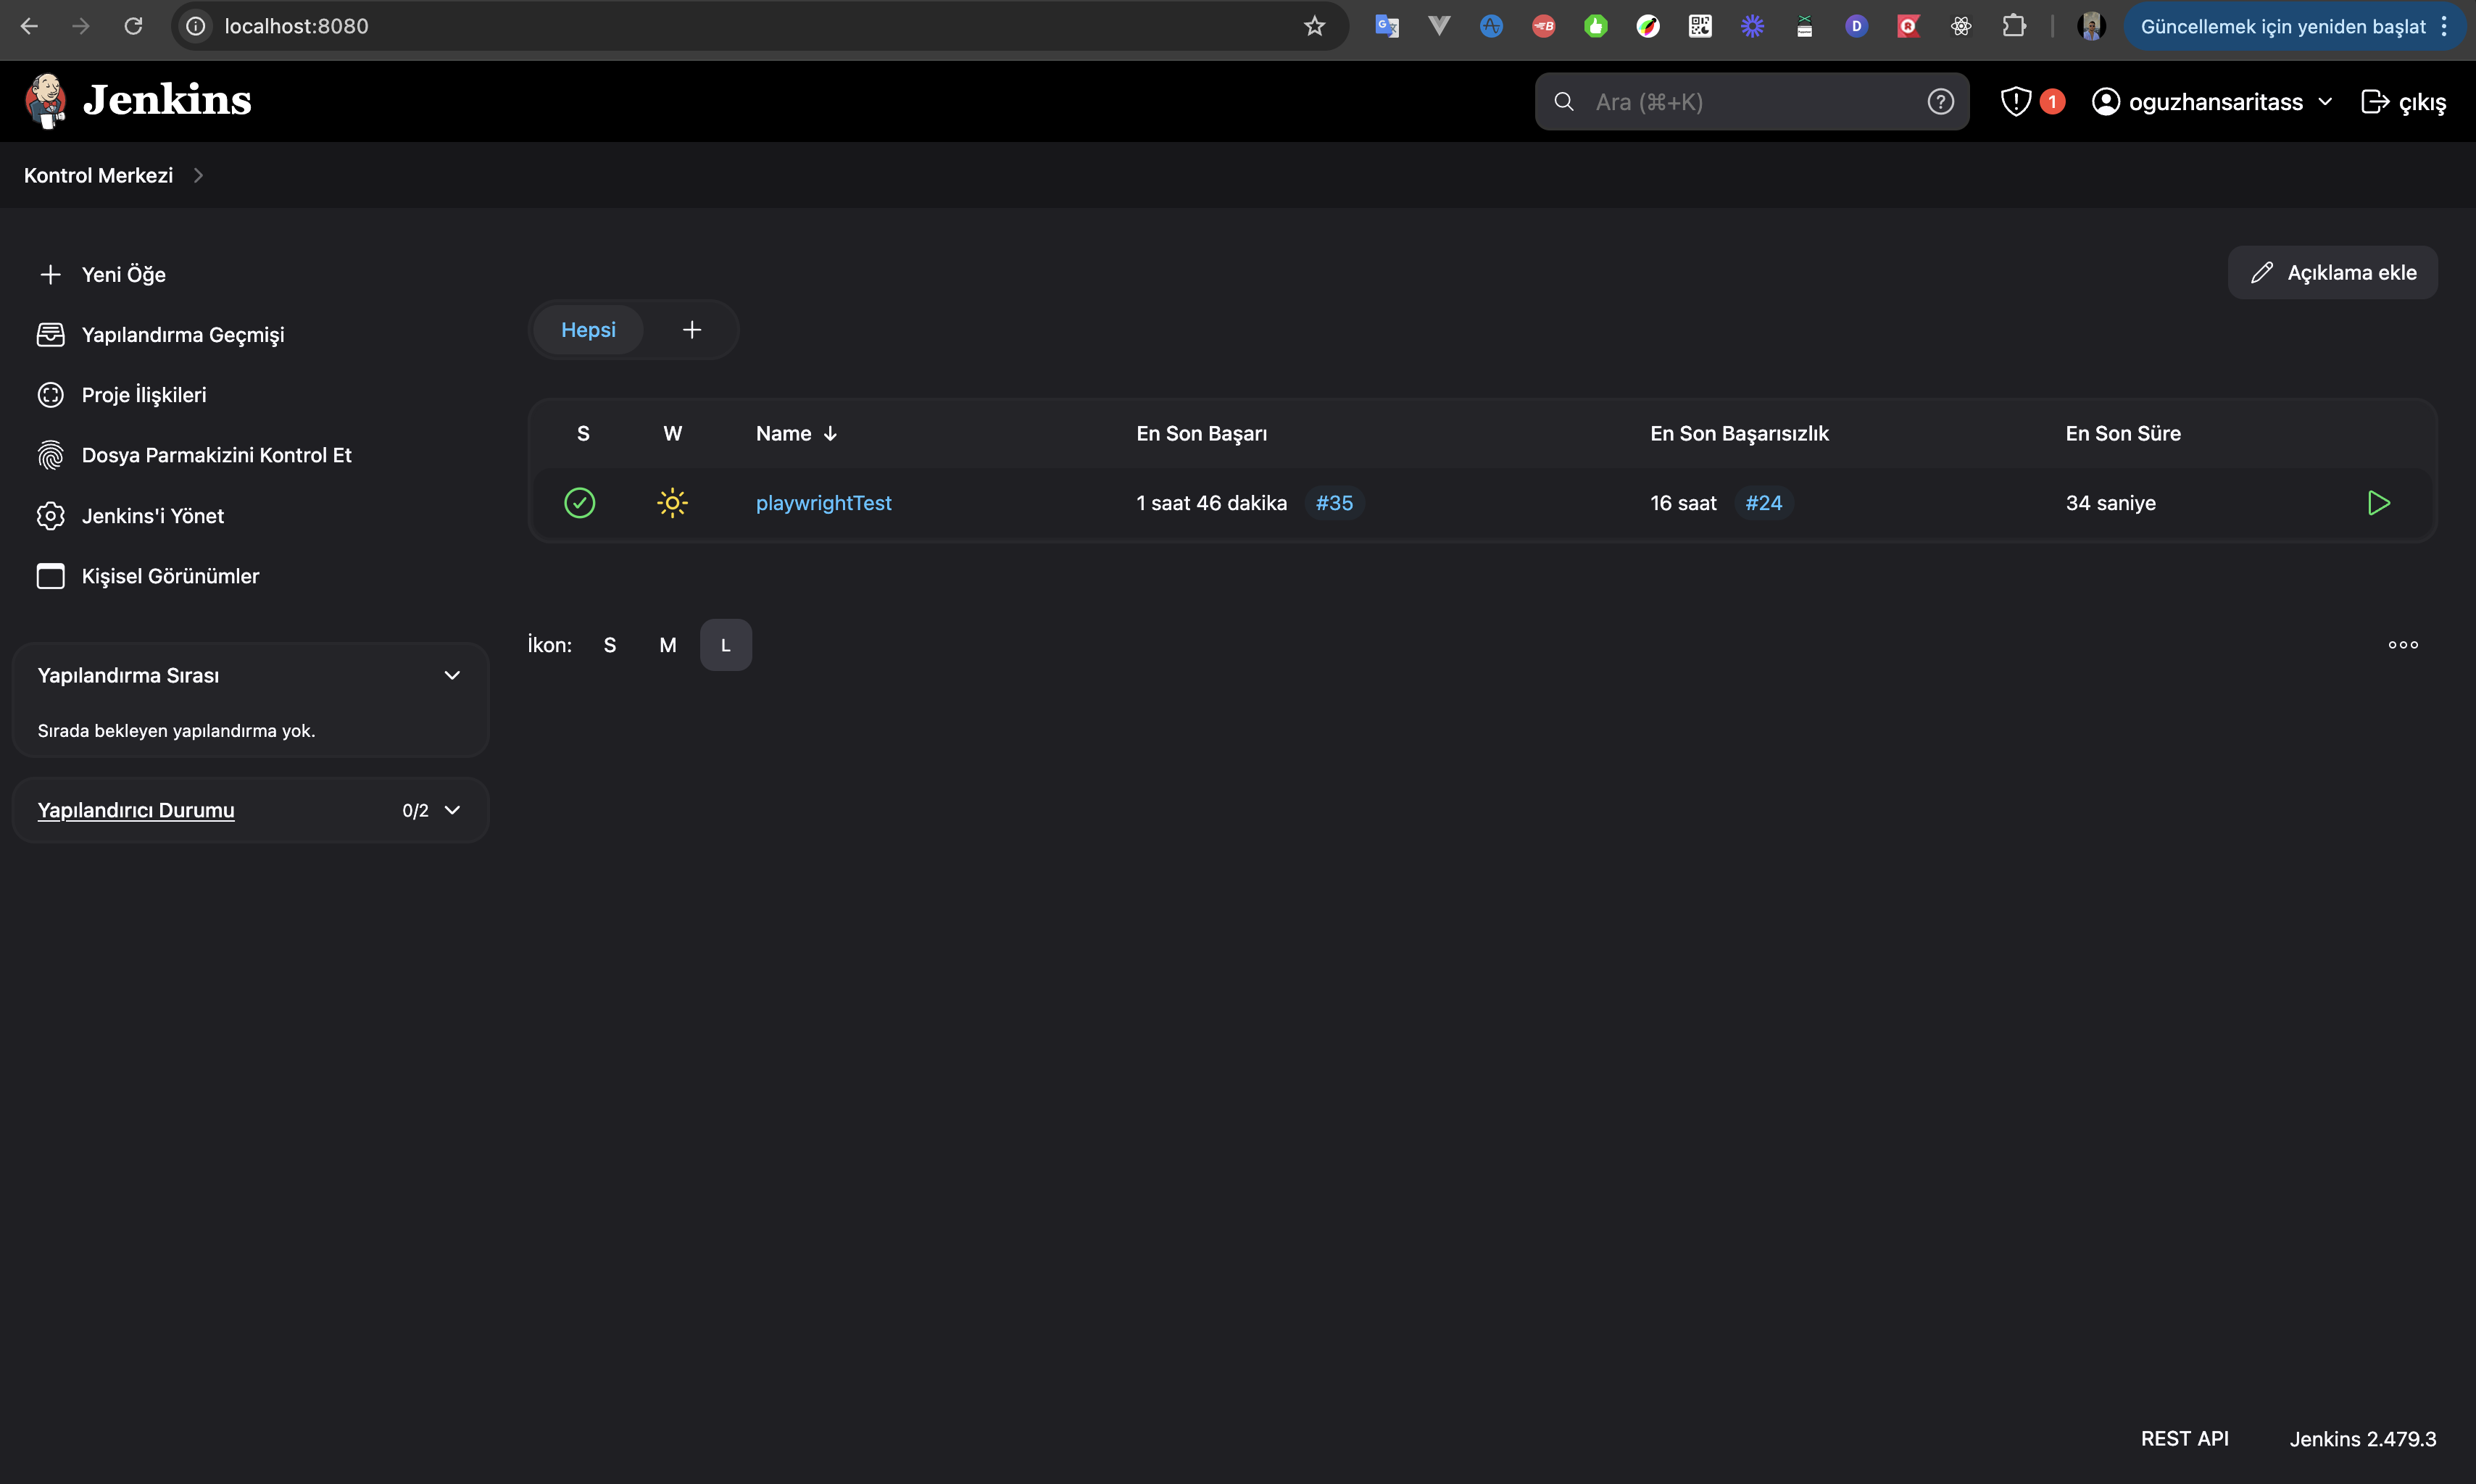 localhost:8080
Güncellemek için yeniden başlat
Jenkins
Ara (⌘+K)
1
oguzhansaritass
çıkış
Kontrol Merkezi
Yeni Öğe
Yapılandırma Geçmişi
Proje İlişkileri
Dosya Parmakizini Kontrol Et
Jenkins'i Yönet
Kişisel Görünümler
Yapılandırma Sırası
Sırada bekleyen yapılandırma yok.
Yapılandırıcı Durumu 0/2
Açıklama ekle
Hepsi
S W Name ↓ En Son Başarı En Son Başarısızlık En Son Süre
playwrightTest 1 saat 46 dakika #35 16 saat #24 34 saniye
İkon: S M L
REST API Jenkins 2.479.3